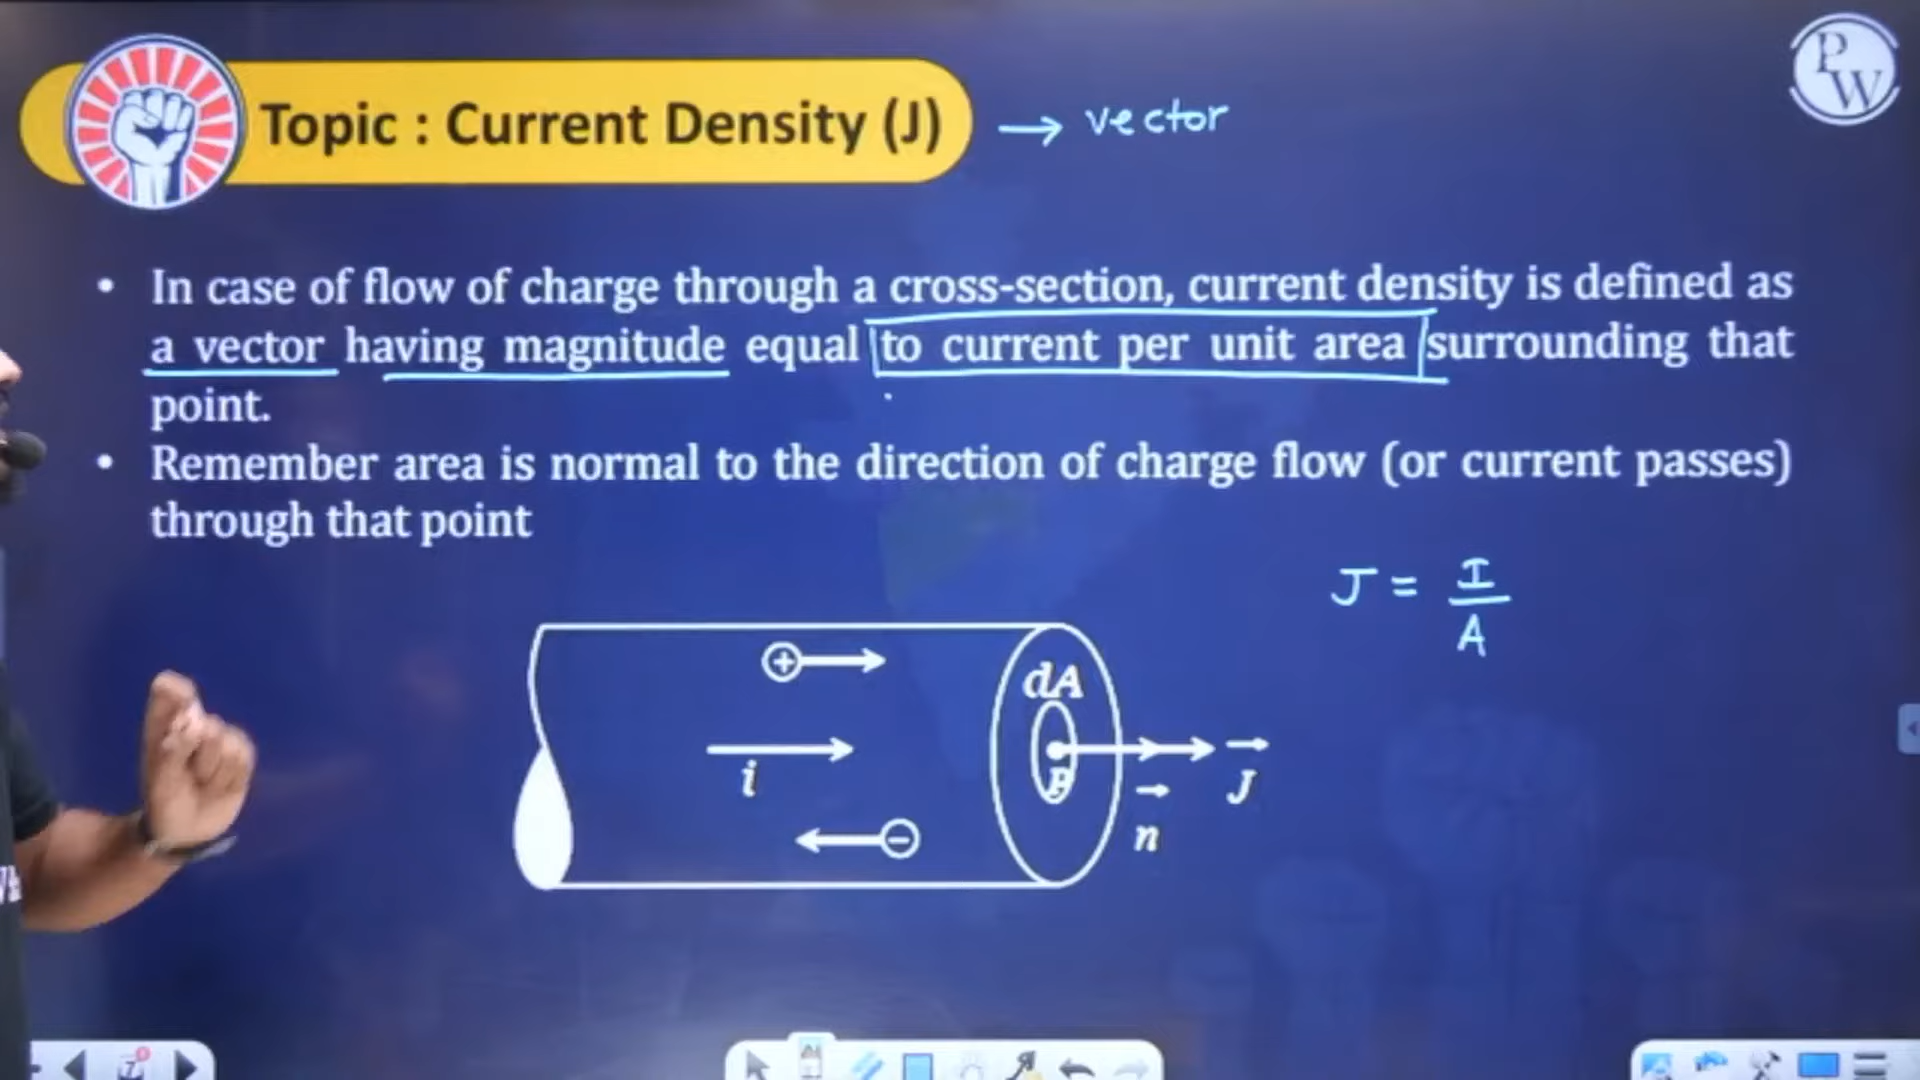 Topic : Current Density (J) → vector
PW
• In case of flow of charge through a cross-section, current density is defined as
a vector having magnitude equal to current per unit area surrounding that
point.
• Remember area is normal to the direction of charge flow (or current passes)
through that point
J = I/A
+
dA
i
P
n
J
−